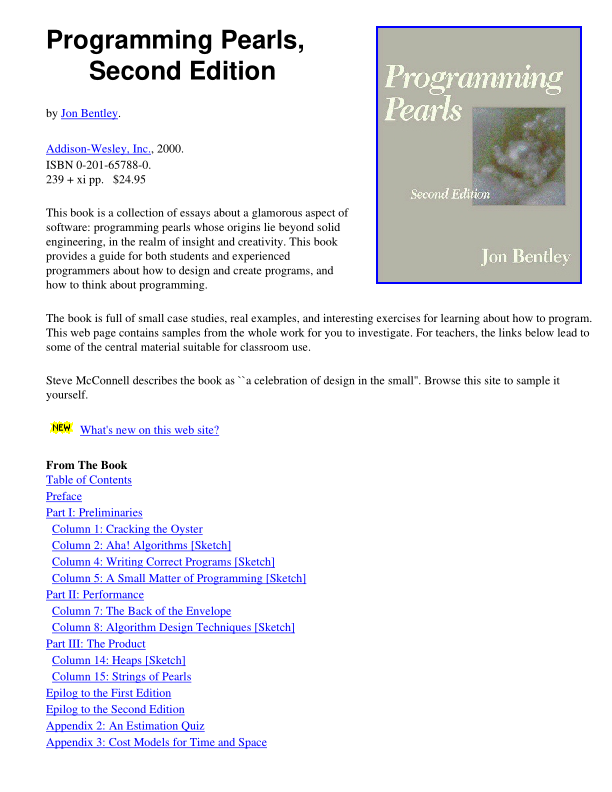 Programming Pearls,
Second Edition
by Jon Bentley.
Addison-Wesley, Inc., 2000.
ISBN 0-201-65788-0.
239 + xi pp.   $24.95
This book is a collection of essays about a glamorous aspect of
software: programming pearls whose origins lie beyond solid
engineering, in the realm of insight and creativity. This book
provides a guide for both students and experienced
programmers about how to design and create programs, and
how to think about programming.
Programming
Pearls
Second Edition
Jon Bentley
The book is full of small case studies, real examples, and interesting exercises for learning about how to program.
This web page contains samples from the whole work for you to investigate. For teachers, the links below lead to
some of the central material suitable for classroom use.
Steve McConnell describes the book as ``a celebration of design in the small''. Browse this site to sample it
yourself.
NEW What's new on this web site?
From The Book
Table of Contents
Preface
Part I: Preliminaries
Column 1: Cracking the Oyster
Column 2: Aha! Algorithms [Sketch]
Column 4: Writing Correct Programs [Sketch]
Column 5: A Small Matter of Programming [Sketch]
Part II: Performance
Column 7: The Back of the Envelope
Column 8: Algorithm Design Techniques [Sketch]
Part III: The Product
Column 14: Heaps [Sketch]
Column 15: Strings of Pearls
Epilog to the First Edition
Epilog to the Second Edition
Appendix 2: An Estimation Quiz
Appendix 3: Cost Models for Time and Space